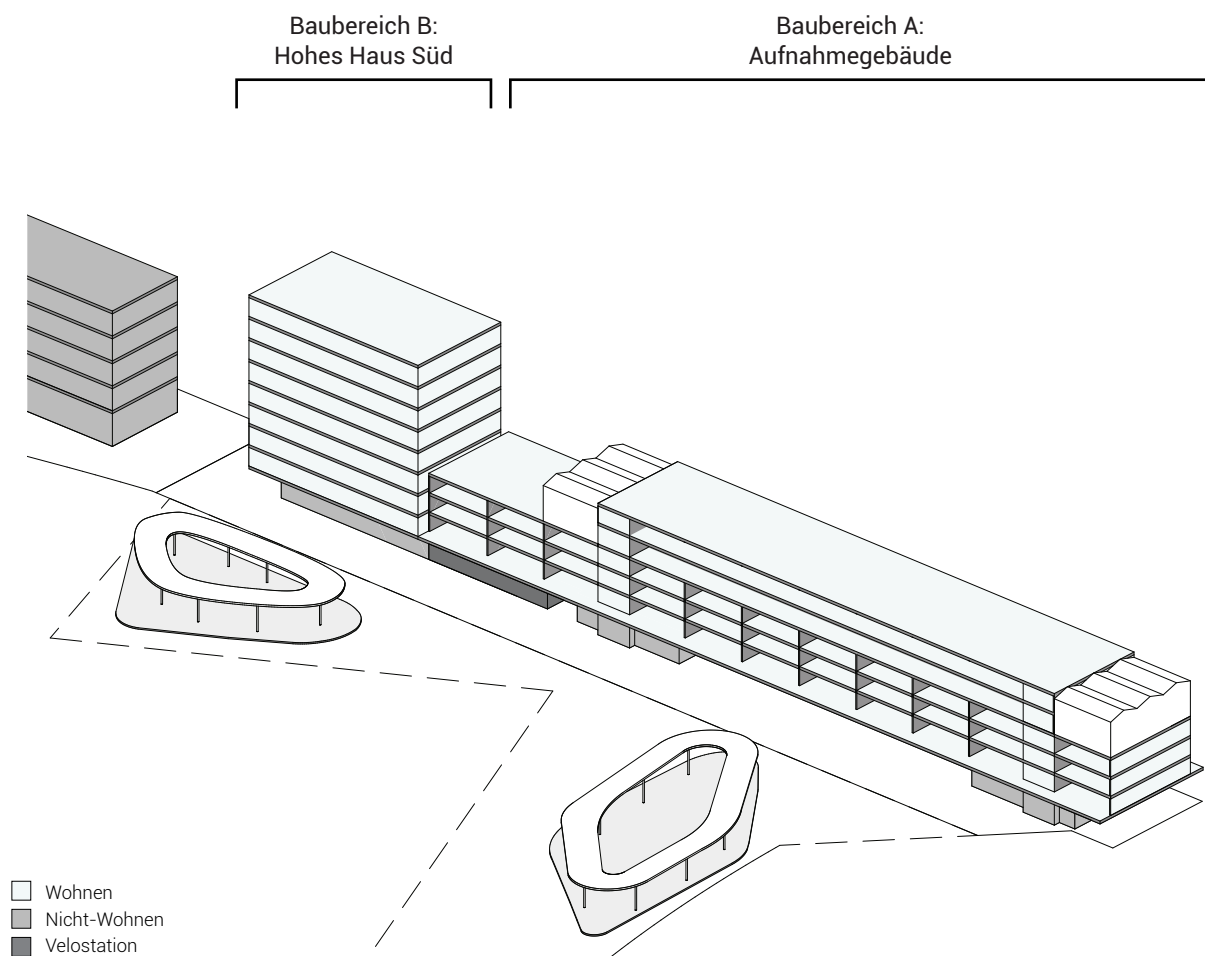 Baubereich B:
Hohes Haus Süd
Baubereich A:
Aufnahmegebäude
Wohnen
Nicht-Wohnen
Velostation